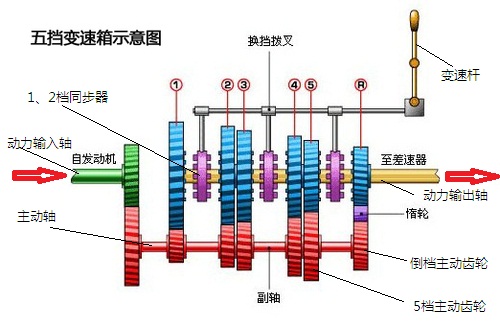 五挡变速箱示意图
换挡拨叉
变速杆
1、2档同步器
① ② ③ ④ ⑤ Ⓡ
动力输入轴
自发动机
至差速器
动力输出轴
主动轴
惰轮
倒档主动齿轮
副轴
5档主动齿轮